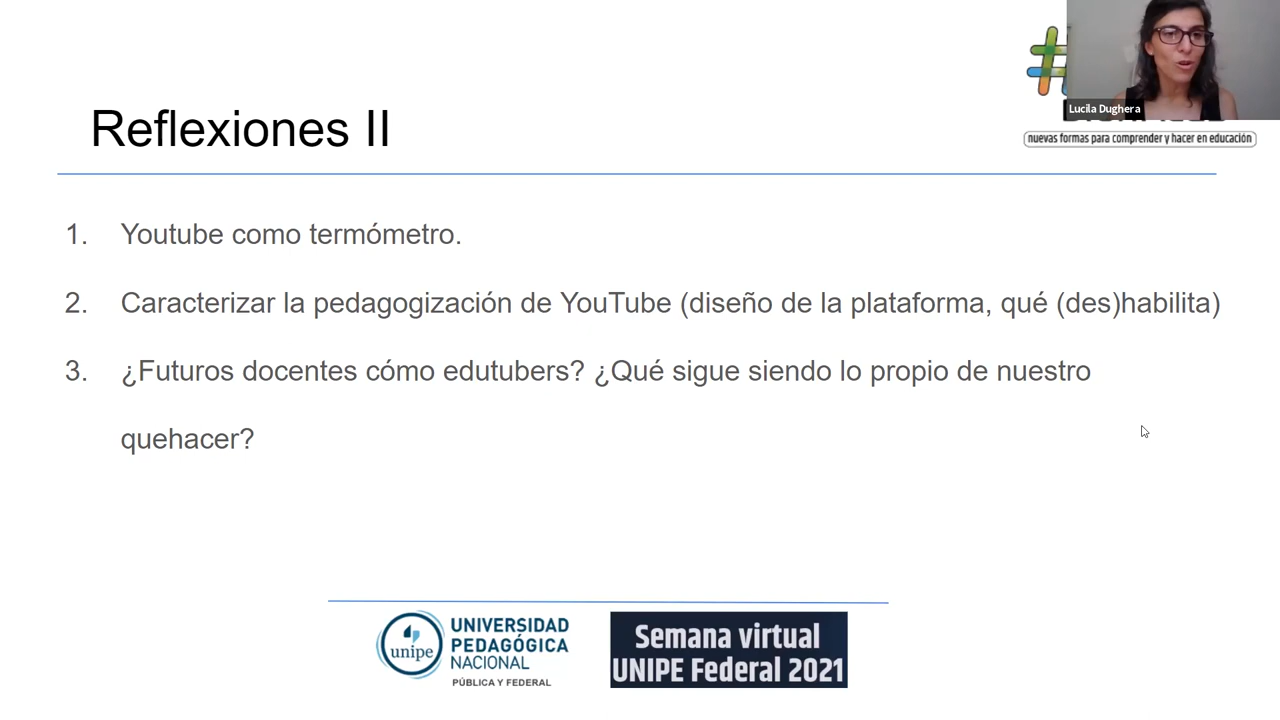 Lucila Dughera
nuevas formas para comprender y hacer en educación
Reflexiones II
1. Youtube como termómetro.
2. Caracterizar la pedagogización de YouTube (diseño de la plataforma, qué (des)habilita)
3. ¿Futuros docentes cómo edutubers? ¿Qué sigue siendo lo propio de nuestro
quehacer?
unipe
UNIVERSIDAD
PEDAGÓGICA
NACIONAL
PÚBLICA Y FEDERAL
Semana virtual
UNIPE Federal 2021